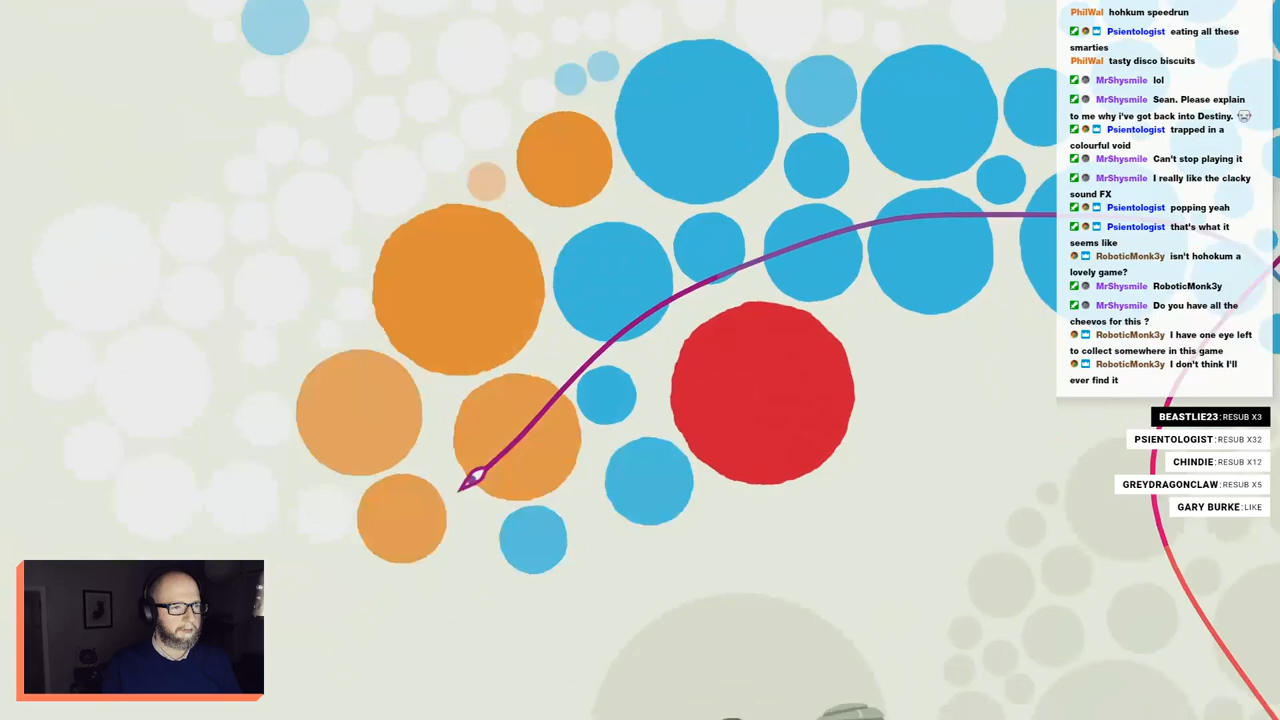 PhilWal hohkum speedrun
Psientologist eating all these
smarties
PhilWal tasty disco biscuits
MrShysmile lol
MrShysmile Sean. Please explain
to me why i've got back into Destiny.
Psientologist trapped in a
colourful void
MrShysmile Can't stop playing it
MrShysmile I really like the clacky
sound FX
Psientologist popping yeah
Psientologist that's what it
seems like
RoboticMonk3y isn't hohokum a
lovely game?
MrShysmile RoboticMonk3y
MrShysmile Do you have all the
cheevos for this ?
RoboticMonk3y I have one eye left
to collect somewhere in this game
RoboticMonk3y I don't think I'll
ever find it
BEASTLIE23: RESUB X3
PSIENTOLOGIST: RESUB X32
CHINDIE: RESUB X12
GREYDRAGONCLAW: RESUB X5
GARY BURKE: LIKE